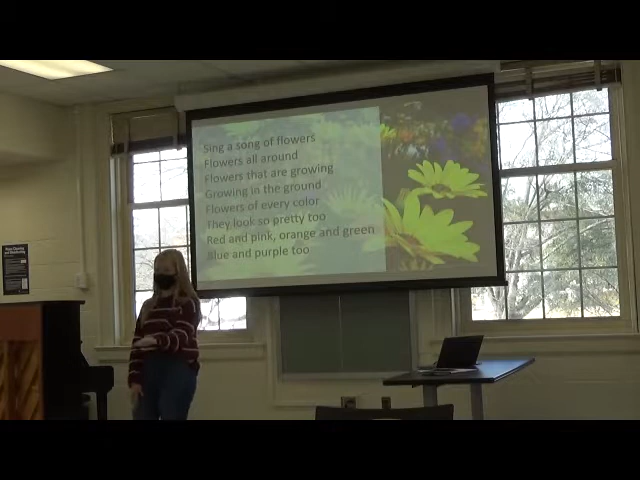 Sing a song of flowers
Flowers all around
Flowers that are growing
Growing in the ground
Flowers of every color
They look so pretty too
Red and pink, orange and green
Blue and purple too